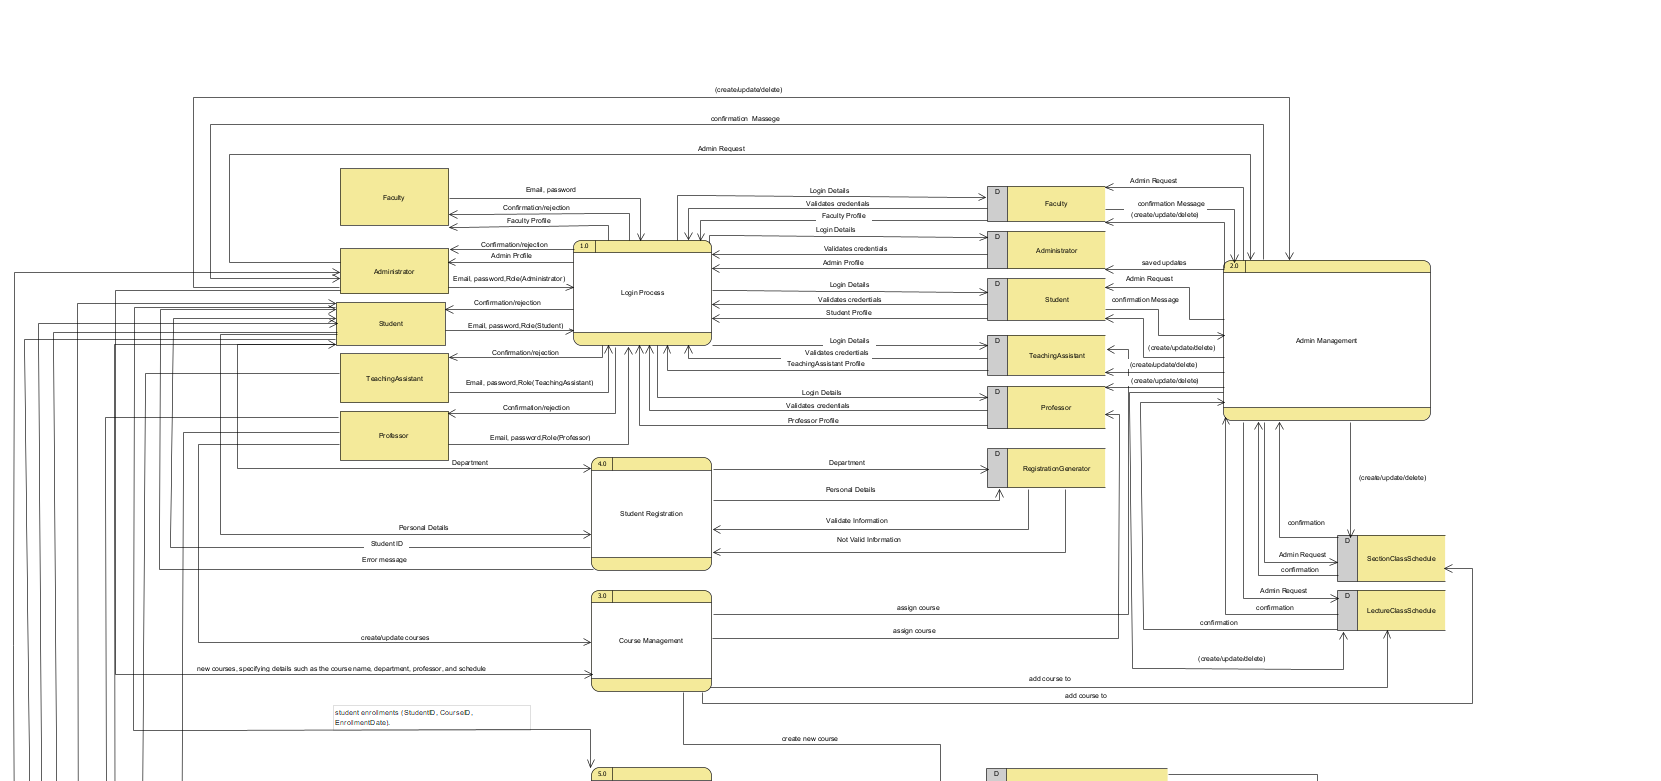 (create/update/delete)
confirmation  Massege
Admin Request
Faculty
Email, password
Confirmation/rejection
Faculty Profile
Login Details
Validates credentials
Faculty Profile
D
Faculty
Admin Request
confirmation Message
(create/update/delete)
Administrator
Confirmation/rejection
Admin Profile
Email, password,Role(Administrator)
1.0
Login Process
Login Details
Validates credentials
Admin Profile
D
Administrator
saved updates
2.0
Admin Management
Student
Confirmation/rejection
Email, password,Role(Student)
Login Details
Validates credentials
Student Profile
D
Student
Admin Request
confirmation Message
(create/update/delete)
TeachingAssistant
Confirmation/rejection
Email, password,Role(TeachingAssistant)
Login Details
Validates credentials
TeachingAssistant Profile
D
TeachingAssistant
(create/update/delete)
(create/update/delete)
Professor
Confirmation/rejection
Email, password,Role(Professor)
Login Details
Validates credentials
Professor Profile
D
Professor
Department
4.0
Student Registration
Department
Personal Details
Validate Information
Not Valid Information
D
RegistrationGenerator
Personal Details
Student ID
Error message
(create/update/delete)
confirmation
Admin Request
confirmation
D
SectionClassSchedule
Admin Request
confirmation
confirmation
D
LectureClassSchedule
(create/update/delete)
3.0
Course Management
assign course
assign course
create/update courses
new courses, specifying details such as the course name, department, professor, and schedule
add course to
add course to
student enrollments (StudentID, CourseID,
EnrollmentDate).
create new course
5.0
D